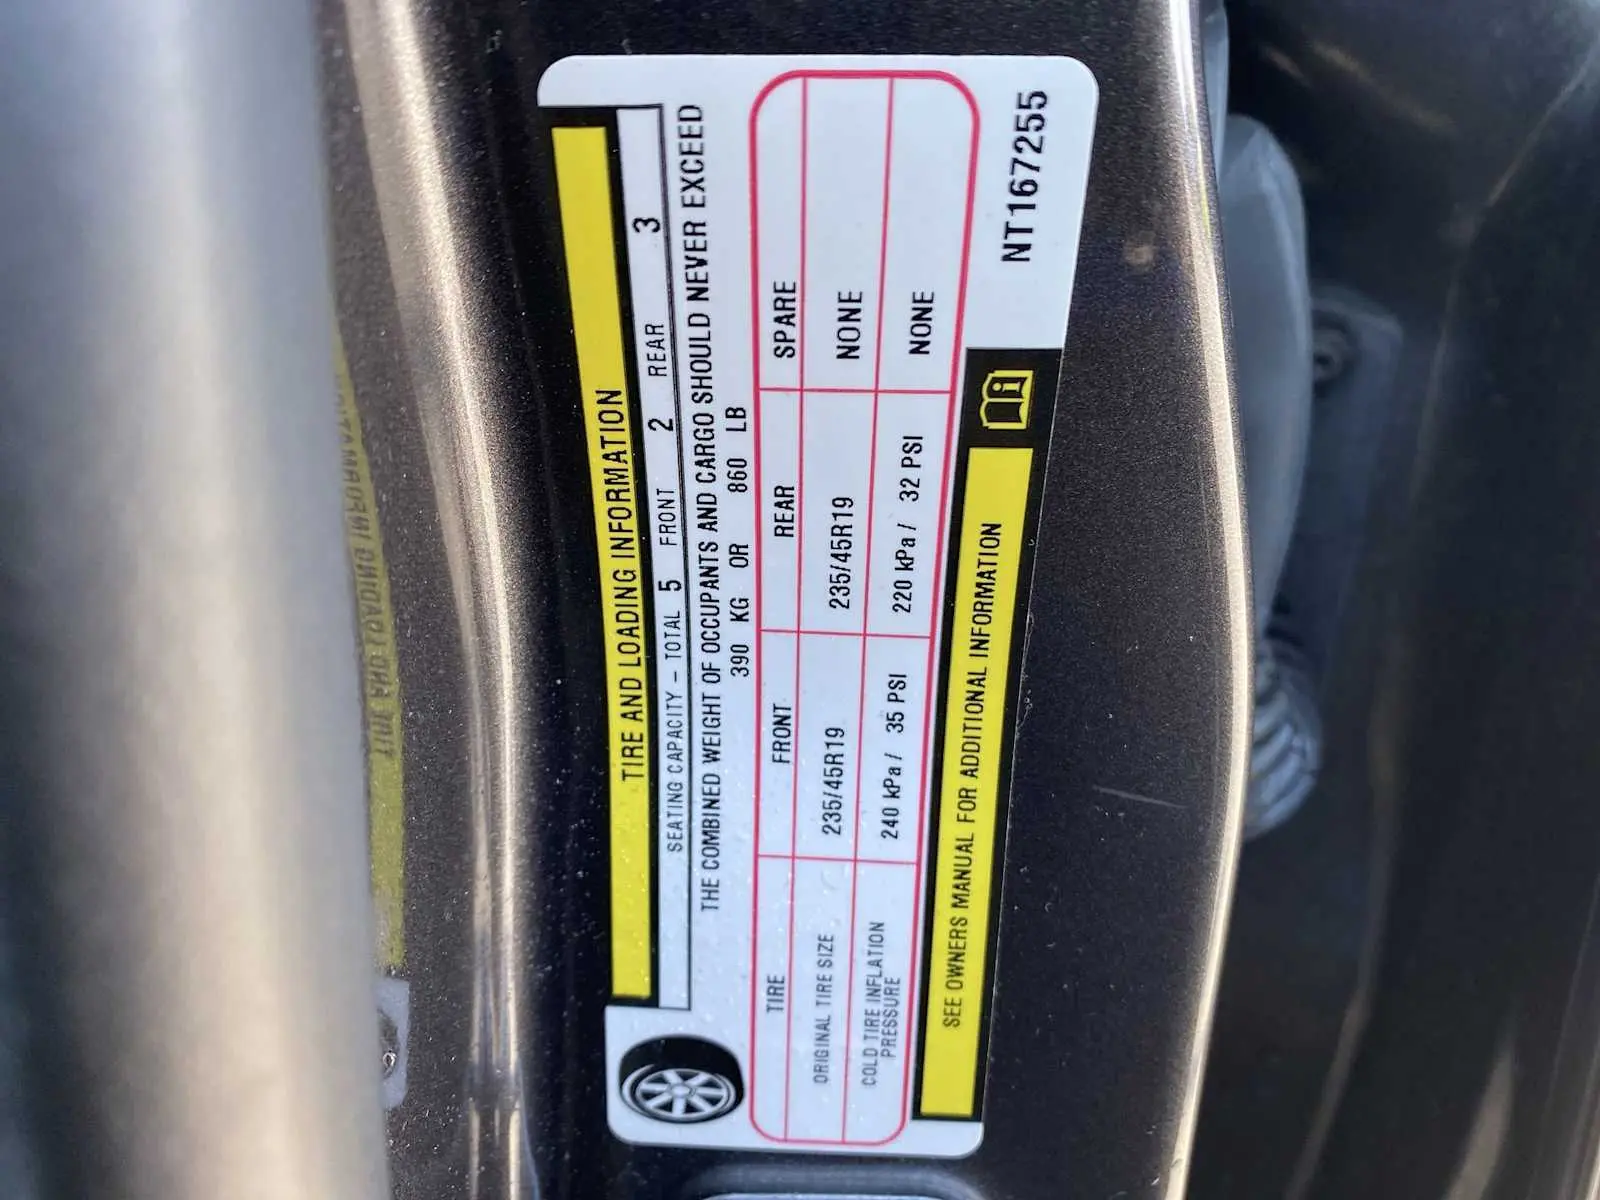 TIRE AND LOADING INFORMATION
SEATING CAPACITY – TOTAL 5 FRONT 2 REAR 3
THE COMBINED WEIGHT OF OCCUPANTS AND CARGO SHOULD NEVER EXCEED
390 KG OR 860 LB
TIRE FRONT REAR SPARE
ORIGINAL TIRE SIZE 235/45R19 235/45R19 NONE
COLD TIRE INFLATION
PRESSURE 240 kPa / 35 PSI 220 kPa / 32 PSI NONE
SEE OWNERS MANUAL FOR ADDITIONAL INFORMATION
NT167255